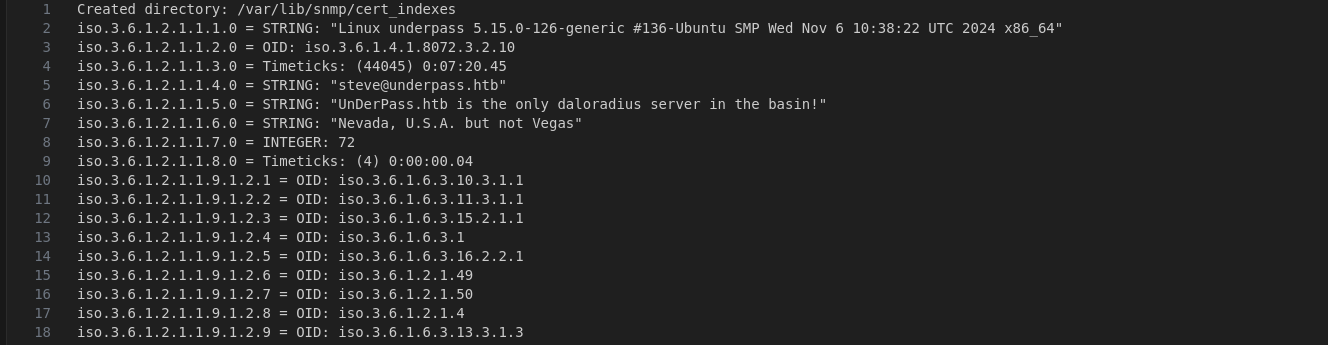 1 Created directory: /var/lib/snmp/cert_indexes
2 iso.3.6.1.2.1.1.1.0 = STRING: "Linux underpass 5.15.0-126-generic #136-Ubuntu SMP Wed Nov 6 10:38:22 UTC 2024 x86_64"
3 iso.3.6.1.2.1.1.2.0 = OID: iso.3.6.1.4.1.8072.3.2.10
4 iso.3.6.1.2.1.1.3.0 = Timeticks: (44045) 0:07:20.45
5 iso.3.6.1.2.1.1.4.0 = STRING: "steve@underpass.htb"
6 iso.3.6.1.2.1.1.5.0 = STRING: "UnDerPass.htb is the only daloradius server in the basin!"
7 iso.3.6.1.2.1.1.6.0 = STRING: "Nevada, U.S.A. but not Vegas"
8 iso.3.6.1.2.1.1.7.0 = INTEGER: 72
9 iso.3.6.1.2.1.1.8.0 = Timeticks: (4) 0:00:00.04
10 iso.3.6.1.2.1.1.9.1.2.1 = OID: iso.3.6.1.6.3.10.3.1.1
11 iso.3.6.1.2.1.1.9.1.2.2 = OID: iso.3.6.1.6.3.11.3.1.1
12 iso.3.6.1.2.1.1.9.1.2.3 = OID: iso.3.6.1.6.3.15.2.1.1
13 iso.3.6.1.2.1.1.9.1.2.4 = OID: iso.3.6.1.6.3.1
14 iso.3.6.1.2.1.1.9.1.2.5 = OID: iso.3.6.1.6.3.16.2.2.1
15 iso.3.6.1.2.1.1.9.1.2.6 = OID: iso.3.6.1.2.1.49
16 iso.3.6.1.2.1.1.9.1.2.7 = OID: iso.3.6.1.2.1.50
17 iso.3.6.1.2.1.1.9.1.2.8 = OID: iso.3.6.1.2.1.4
18 iso.3.6.1.2.1.1.9.1.2.9 = OID: iso.3.6.1.6.3.13.3.1.3